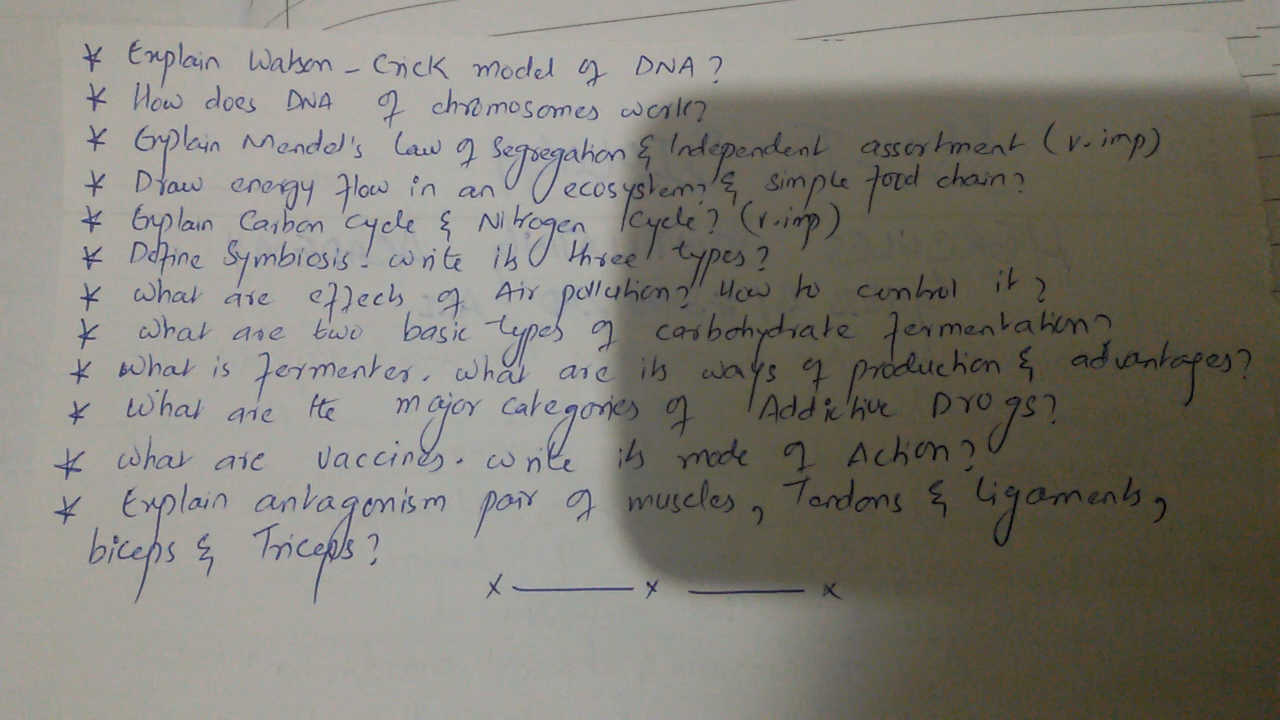 * Explain Watson - Crick model of DNA?
* How does DNA of chromosomes work?
* Explain Mendel's law of Segregation & Independent assortment (v. imp)
* Draw energy flow in an ecosystem? & simple food chain?
* Explain Carbon cycle & Nitrogen cycle? (v.imp)
* Define Symbiosis. write its three types?
* what are effects of Air pollution? How to control it?
* what are two basic types of carbohydrate fermentation?
* what is fermenter. what are its ways of production & advantages?
* What are the major categories of Addictive Drogs?
* what are vaccines. write its mode of Action?
* Explain antagonism pair of muscles, Tendons & ligaments,
biceps & Triceps?
x ——— x ——— x